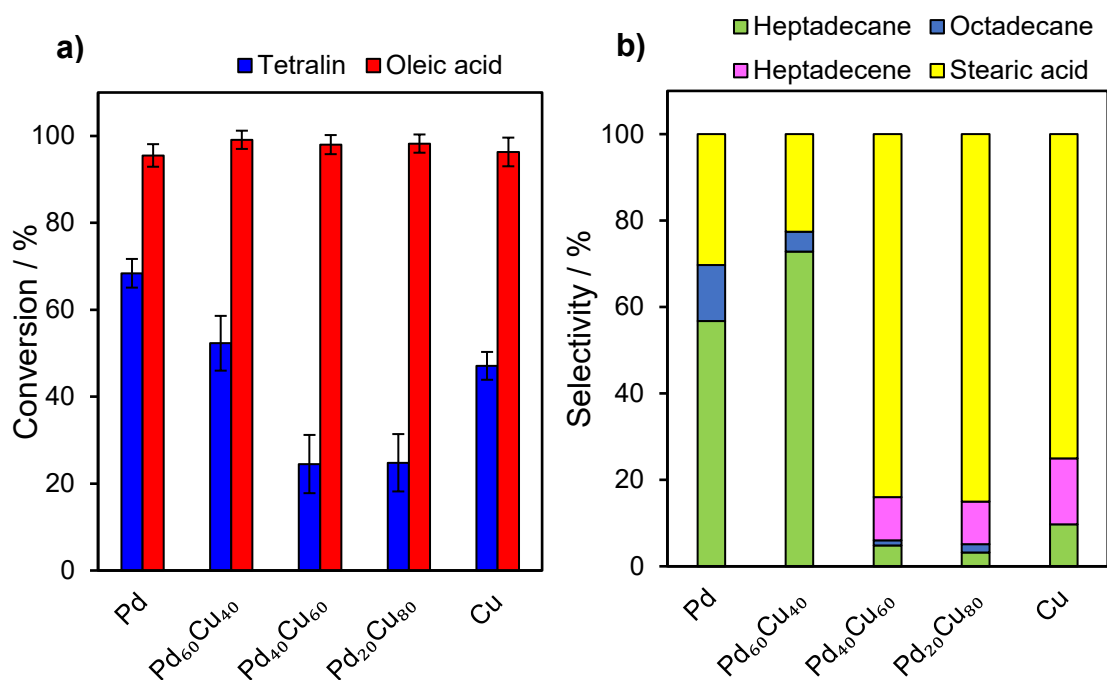 a)
Tetralin Oleic acid
Conversion / %
100
80
60
40
20
0
Pd
Pd₆₀Cu₄₀
Pd₄₀Cu₆₀
Pd₂₀Cu₈₀
Cu
b)
Heptadecane Octadecane
Heptadecene Stearic acid
Selectivity / %
100
80
60
40
20
0
Pd
Pd₆₀Cu₄₀
Pd₄₀Cu₆₀
Pd₂₀Cu₈₀
Cu